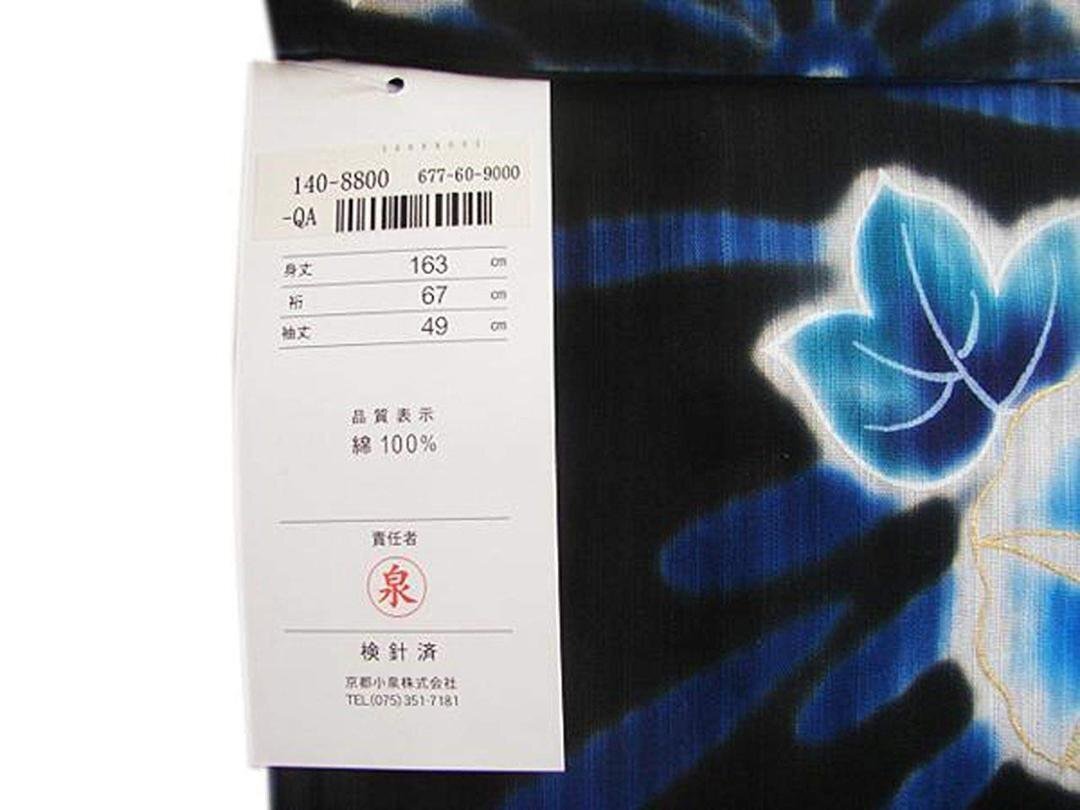 140-8800 677-60-9000
-QA
身丈 163 cm
裄 67 cm
袖丈 49 cm
品質表示
綿 100%
責任者
泉
検針済
京都小泉株式会社
TEL(075)351-7181